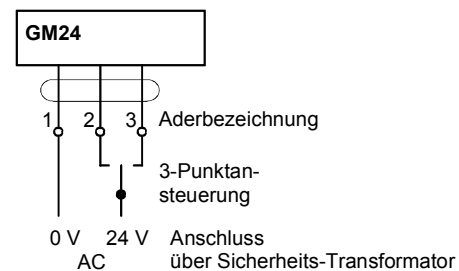 GM24
1 2 3 Aderbezeichnung
3-Punktan-
steuerung
0 V 24 V Anschluss
AC über Sicherheits-Transformator